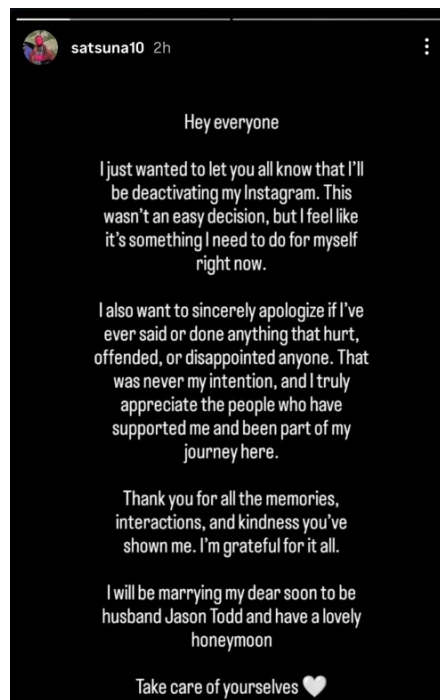 satsuna10 2h
Hey everyone
I just wanted to let you all know that I'll
be deactivating my Instagram. This
wasn't an easy decision, but I feel like
it's something I need to do for myself
right now.
I also want to sincerely apologize if I've
ever said or done anything that hurt,
offended, or disappointed anyone. That
was never my intention, and I truly
appreciate the people who have
supported me and been part of my
journey here.
Thank you for all the memories,
interactions, and kindness you've
shown me. I'm grateful for it all.
I will be marrying my dear soon to be
husband Jason Todd and have a lovely
honeymoon
Take care of yourselves 🤍